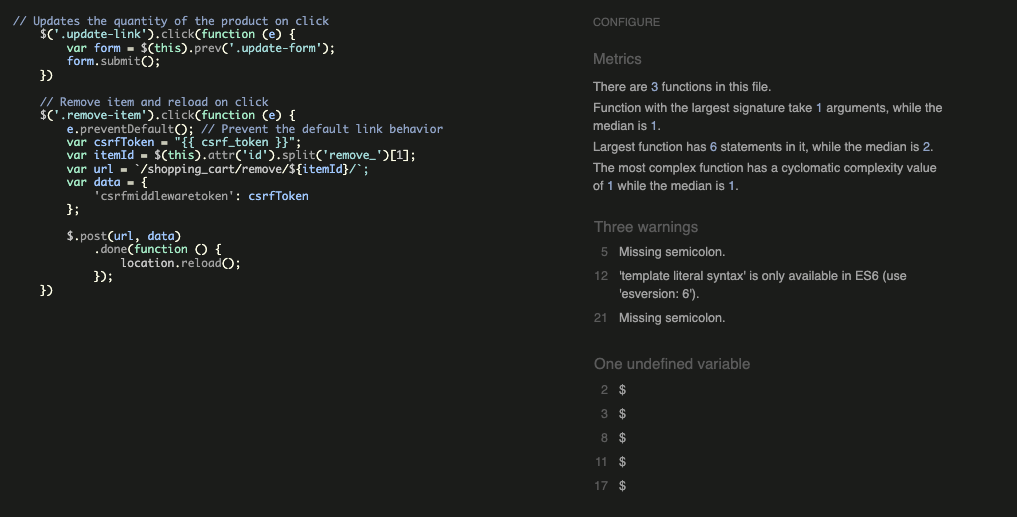 // Updates the quantity of the product on click
$('.update-link').click(function (e) {
var form = $(this).prev('.update-form');
form.submit();
})
// Remove item and reload on click
$('.remove-item').click(function (e) {
e.preventDefault(); // Prevent the default link behavior
var csrfToken = "{{ csrf_token }}";
var itemId = $(this).attr('id').split('remove_')[1];
var url = `/shopping_cart/remove/${itemId}/`;
var data = {
'csrfmiddlewaretoken': csrfToken
};
$.post(url, data)
.done(function () {
location.reload();
});
})
CONFIGURE
Metrics
There are 3 functions in this file.
Function with the largest signature take 1 arguments, while the
median is 1.
Largest function has 6 statements in it, while the median is 2.
The most complex function has a cyclomatic complexity value
of 1 while the median is 1.
Three warnings
5 Missing semicolon.
12 'template literal syntax' is only available in ES6 (use
'esversion: 6').
21 Missing semicolon.
One undefined variable
2 $
3 $
8 $
11 $
17 $